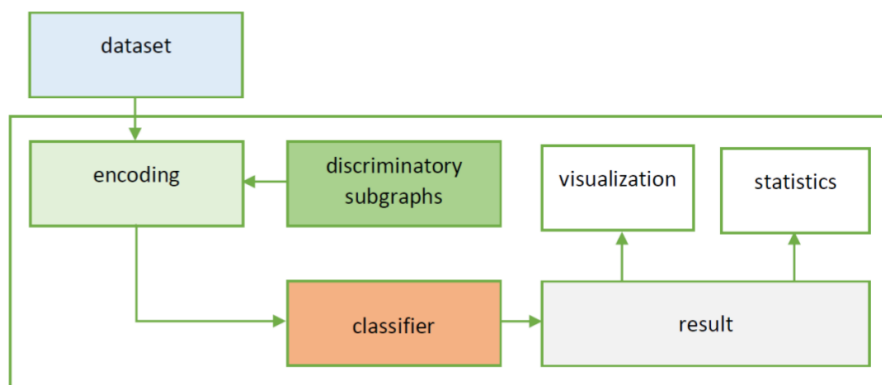 dataset
encoding
discriminatory
subgraphs
visualization
statistics
classifier
result